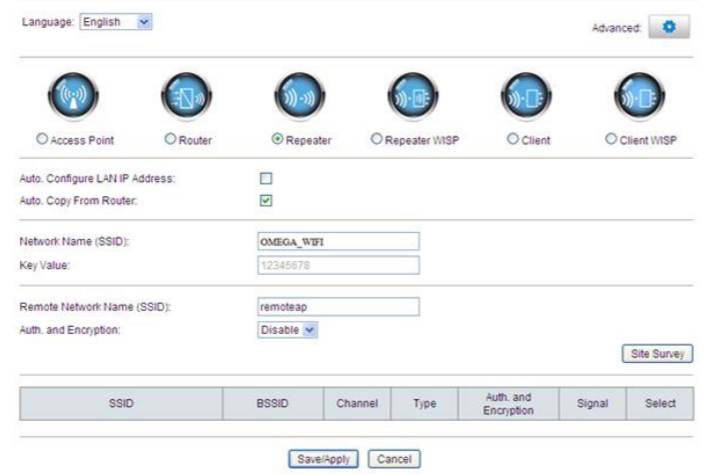 Language: English Advanced:
Access Point Router Repeater Repeater WISP Client Client WISP
Auto. Configure LAN IP Address:
Auto. Copy From Router:
Network Name (SSID): OMEGA_WIFI
Key Value: 12345678
Remote Network Name (SSID): remoteap
Auth. and Encryption: Disable
Site Survey
SSID BSSID Channel Type Auth. and Encryption Signal Select
Save/Apply Cancel